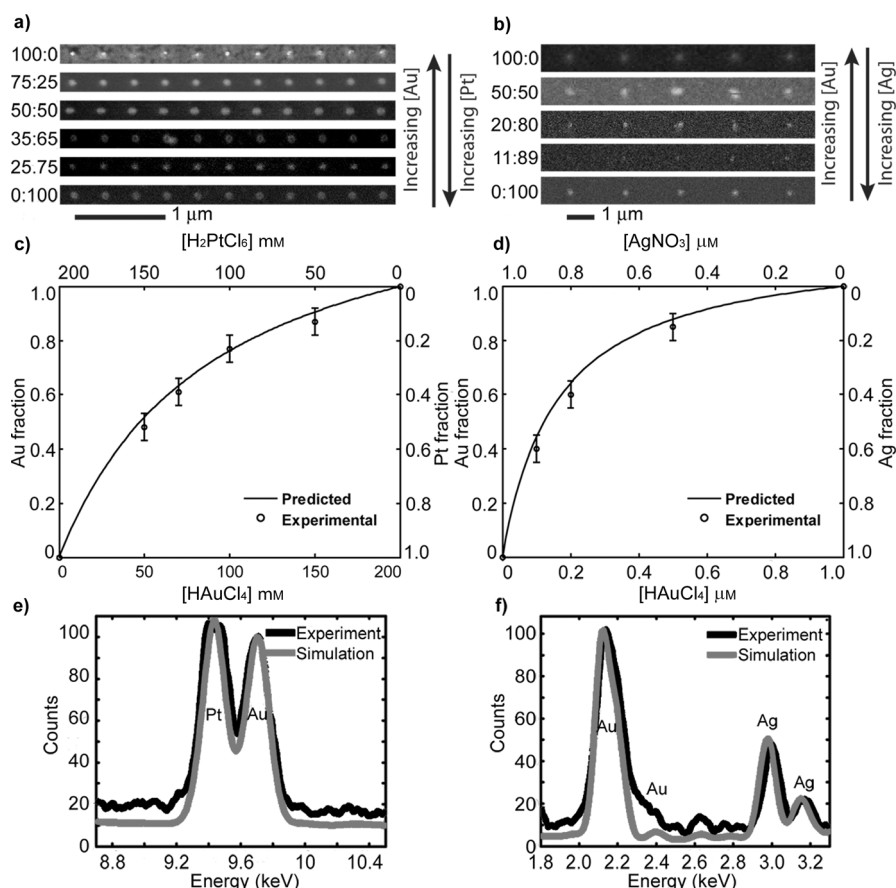 a)
100:0
75:25
50:50
35:65
25.75
0:100
Increasing [Au]
Increasing [Pt]
1 µm
b)
100:0
50:50
20:80
11:89
0:100
Increasing [Au]
Increasing [Ag]
1 µm
c)
[H₂PtCl₆] mM
200 150 100 50 0
1.0
0.8
0.6
0.4
0.2
0
Au fraction
0
0.2
0.4
0.6
0.8
1.0
Pt fraction
Predicted
Experimental
0 50 100 150 200
[HAuCl₄] mM
d)
[AgNO₃] µM
1.0 0.8 0.6 0.4 0.2 0
1.0
0.8
0.6
0.4
0.2
0
Au fraction
0
0.2
0.4
0.6
0.8
1.0
Ag fraction
Predicted
Experimental
0 0.2 0.4 0.6 0.8 1.0
[HAuCl₄] µM
e)
100
80
60
40
20
10
0
Counts
Experiment
Simulation
Pt
Au
8.8 9.2 9.6 10 10.5
Energy (keV)
f)
100
80
60
40
20
0
Counts
Experiment
Simulation
Au
Au
Ag
Ag
1.8 2.0 2.2 2.4 2.6 2.8 3.0 3.2
Energy (keV)